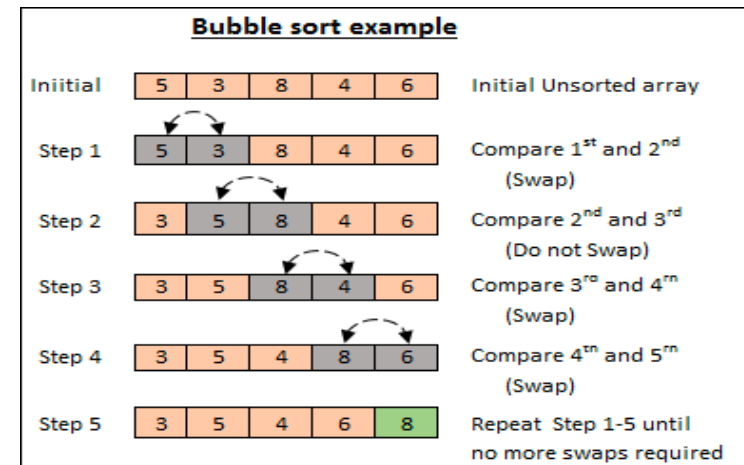 Bubble sort example
Iniitial 5 3 8 4 6 Initial Unsorted array
Step 1 5 3 8 4 6 Compare 1st and 2nd
(Swap)
Step 2 3 5 8 4 6 Compare 2nd and 3rd
(Do not Swap)
Step 3 3 5 8 4 6 Compare 3rd and 4th
(Swap)
Step 4 3 5 4 8 6 Compare 4th and 5th
(Swap)
Step 5 3 5 4 6 8 Repeat Step 1-5 until
no more swaps required